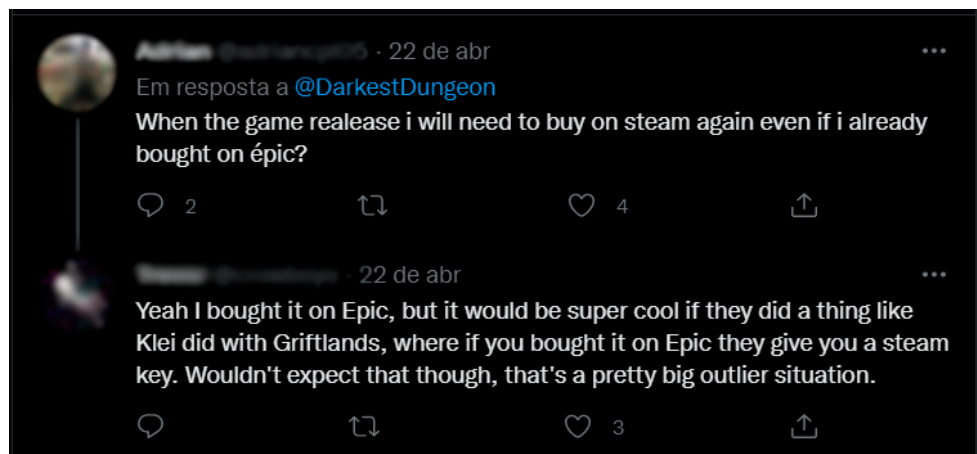 Adrian · 22 de abr
Em resposta a @DarkestDungeon
When the game realease i will need to buy on steam again even if i already
bought on épic?
2 4
· 22 de abr
Yeah I bought it on Epic, but it would be super cool if they did a thing like
Klei did with Griftlands, where if you bought it on Epic they give you a steam
key. Wouldn't expect that though, that's a pretty big outlier situation.
3